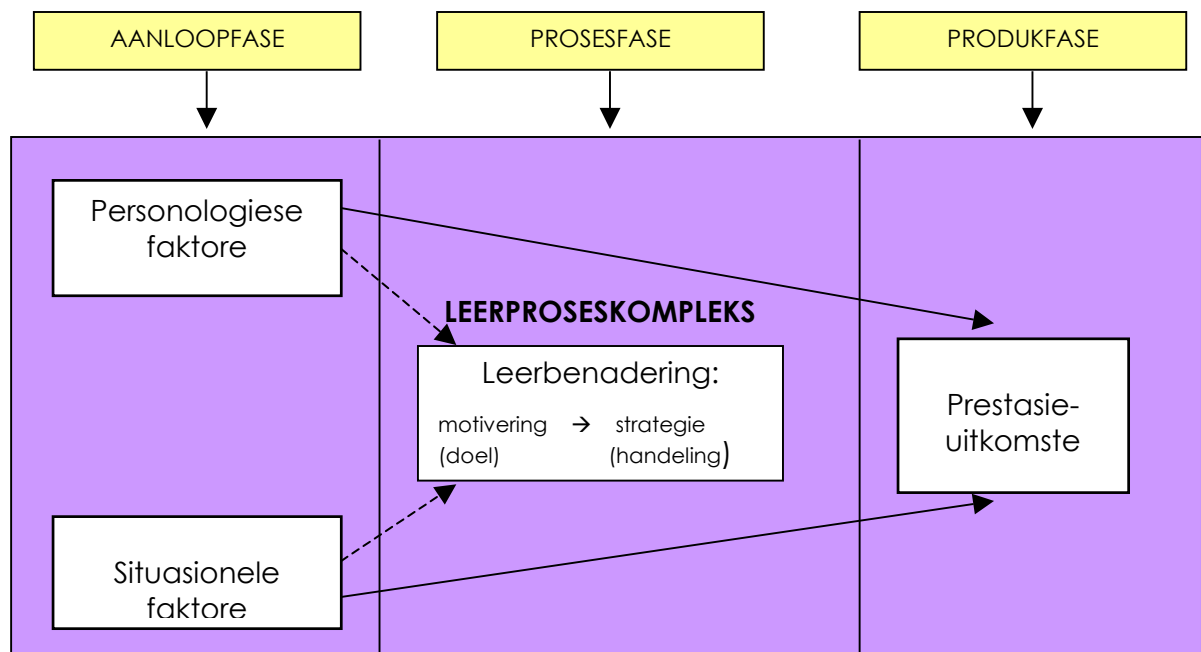 AANLOOPFASE
PROSESFASE
PRODUKFASE
Personologiese
faktore
LEERPROSESKOMPLEKS
Leerbenadering:
motivering → strategie
(doel) (handeling)
Prestasie-
uitkomste
Situasionele
faktore